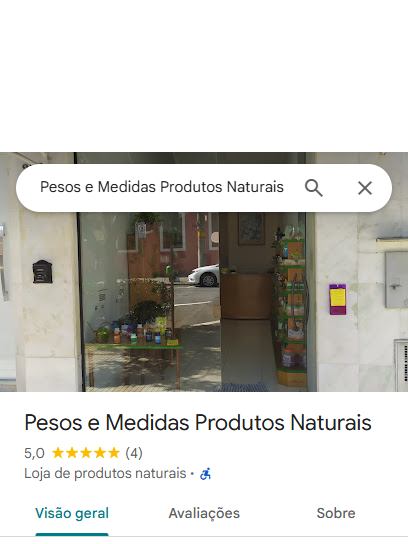 Pesos e Medidas Produtos Naturais
Pesos e Medidas Produtos Naturais
5,0 (4)
Loja de produtos naturais ·
Visão geral Avaliações Sobre